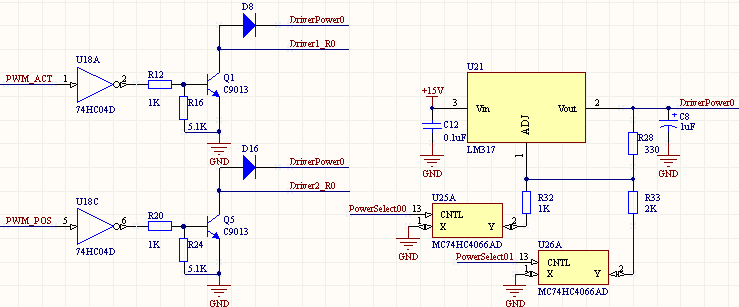 D8
DriverPower0
Driver1_R0
U18A
PWM_ACT 1 2 R12 Q1
74HC04D 1K R16 C9013
5.1K
GND
D16
DriverPower0
Driver2_R0
U18C
PWM_POS 5 6 R20 Q5
74HC04D 1K R24 C9013
5.1K
GND
U21
+15V
3 Vin Vout 2 DriverPower0
C12 ADJ C8
0.1uF 1uF
LM317 R28
330
GND 1 GND
U25A R32 R33
PowerSelect00 13 CNTL 1K 2K
1 X Y 2
MC74HC4066AD
GND
U26A
PowerSelect01 13 CNTL
1 X Y 2
MC74HC4066AD
GND